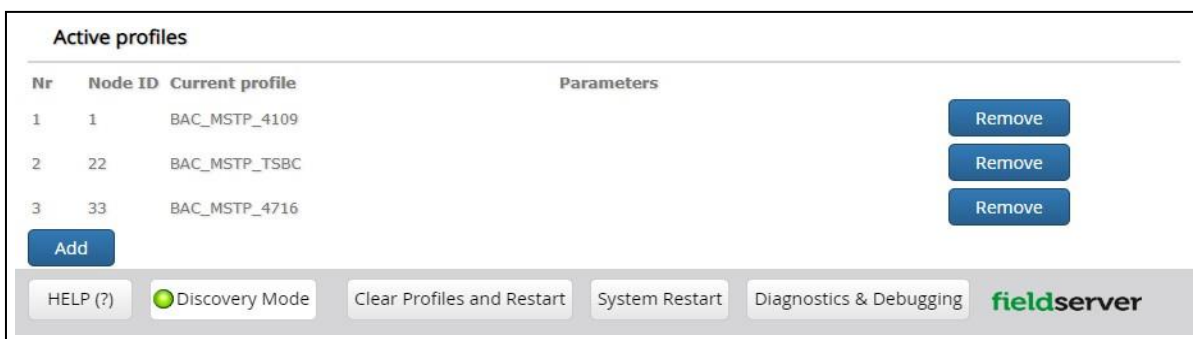 Active profiles
Nr Node ID Current profile Parameters
1 1 BAC_MSTP_4109 Remove
2 22 BAC_MSTP_TSBC Remove
3 33 BAC_MSTP_4716 Remove
Add
HELP (?) Discovery Mode Clear Profiles and Restart System Restart Diagnostics & Debugging fieldserver